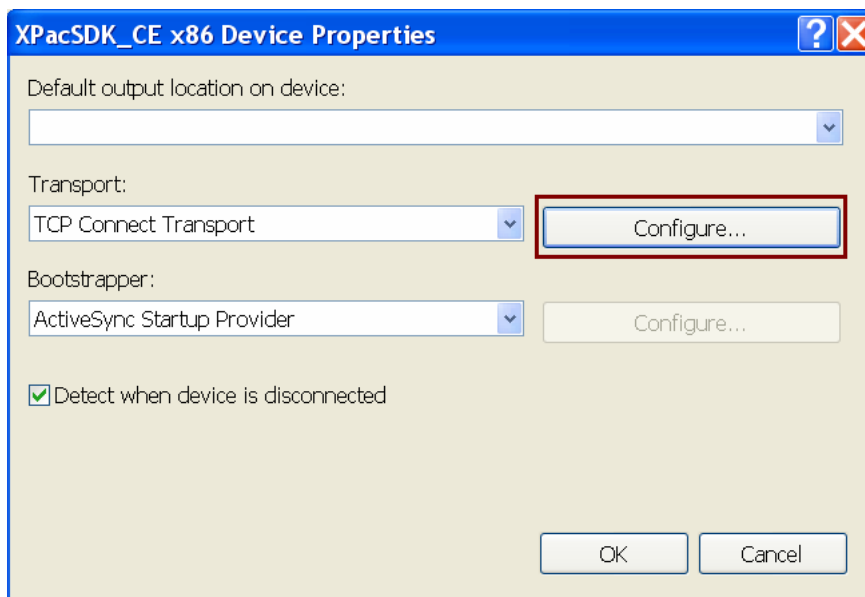 XPacSDK_CE x86 Device Properties
Default output location on device:
Transport:
TCP Connect Transport
Configure...
Bootstrapper:
ActiveSync Startup Provider
Configure...
Detect when device is disconnected
OK
Cancel